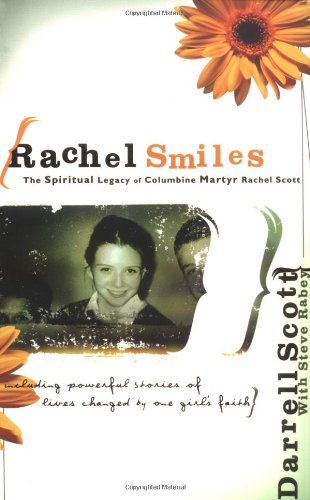 {Rachel Smiles
The Spiritual Legacy of Columbine Martyr Rachel Scott
including powerful stories of
lives changed by one girl's faith}
Darrell Scott
With Steve Rabey